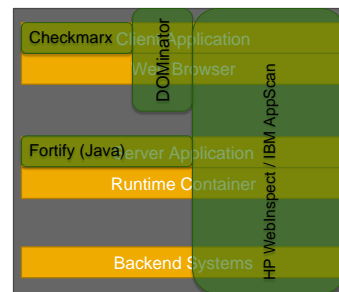 Checkmarx
Client Application
Web Browser
DOMinator
Fortify (Java)
Server Application
Runtime Container
HP WebInspect / IBM AppScan
Backend Systems